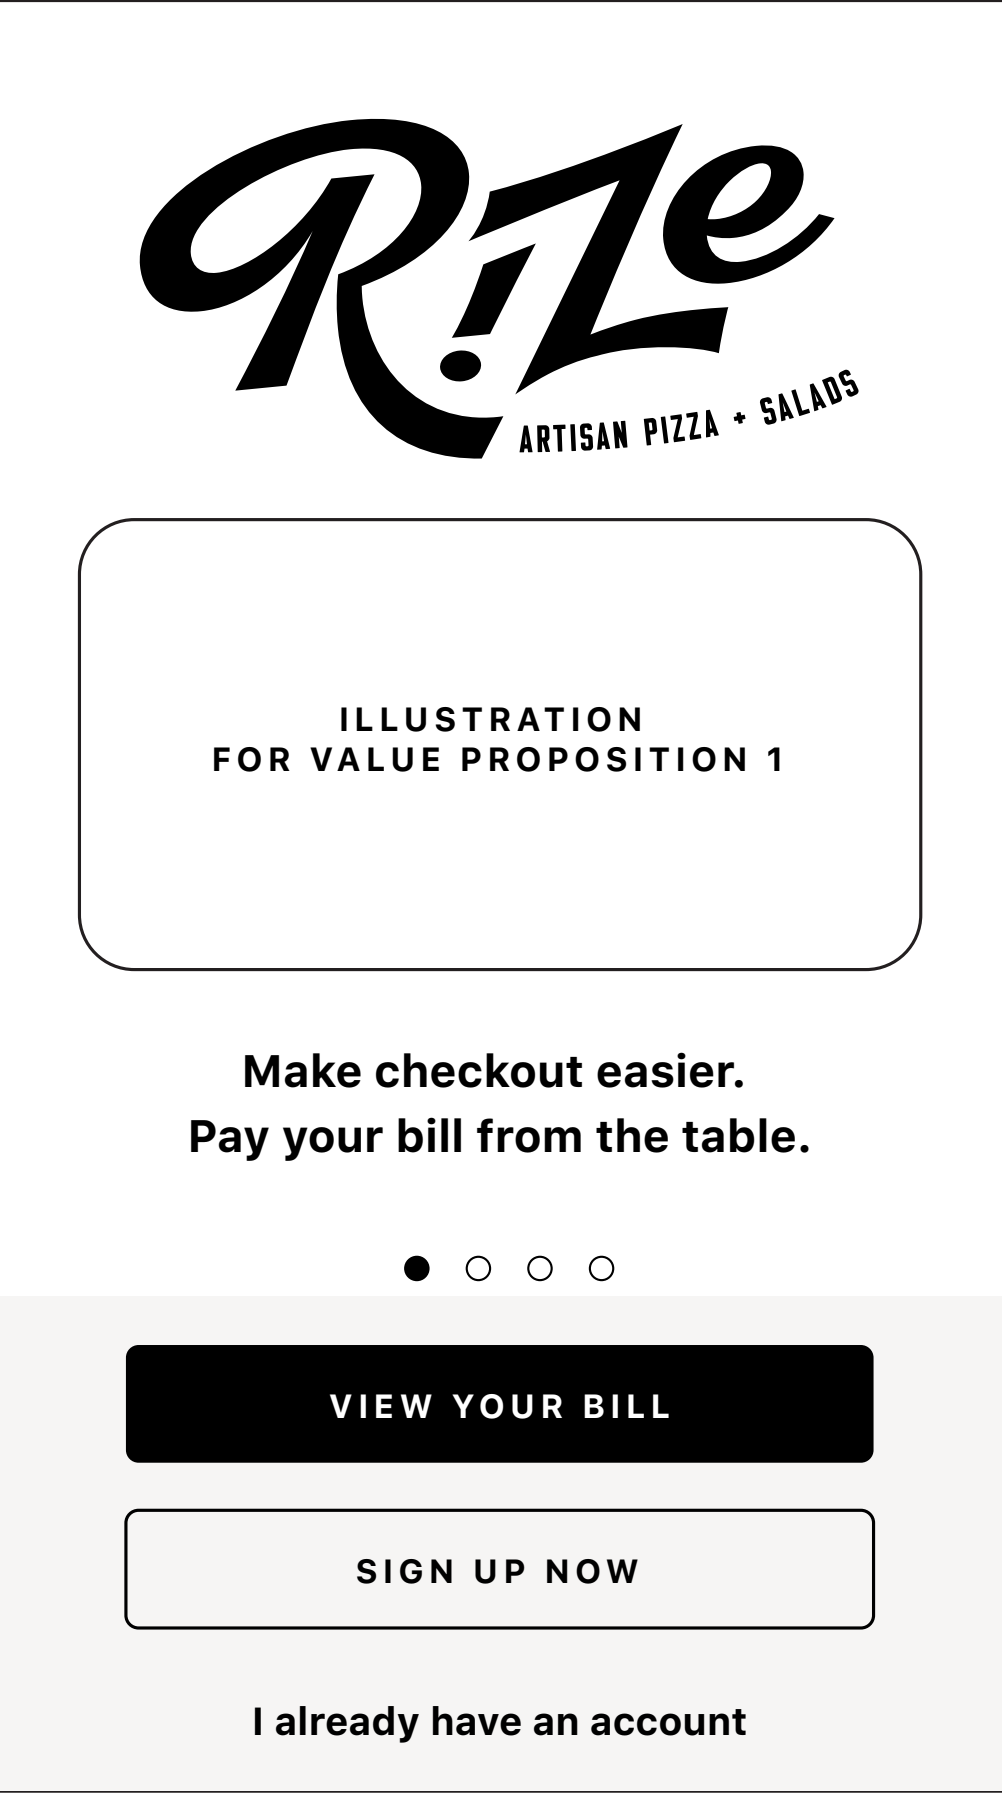 RiZe
ARTISAN PIZZA + SALADS
ILLUSTRATION
FOR VALUE PROPOSITION 1
Make checkout easier.
Pay your bill from the table.
VIEW YOUR BILL
SIGN UP NOW
I already have an account